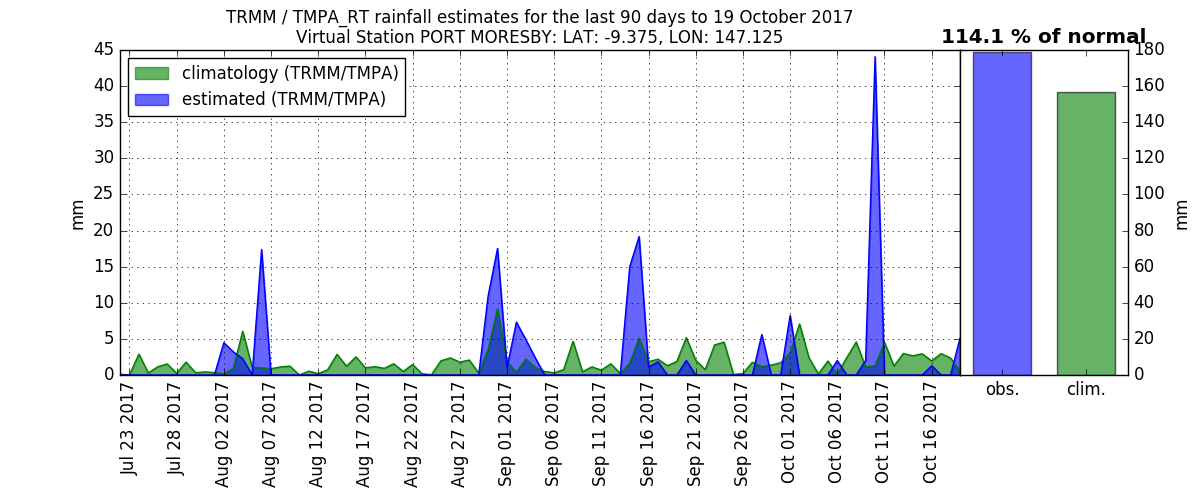 TRMM / TMPA_RT rainfall estimates for the last 90 days to 19 October 2017
Virtual Station PORT MORESBY: LAT: -9.375, LON: 147.125
114.1 % of normal
climatology (TRMM/TMPA)
estimated (TRMM/TMPA)
45
40
35
30
25
20
15
10
5
0
mm
180
160
140
120
100
80
60
40
20
0
mm
obs.
clim.
Jul 23 2017
Jul 28 2017
Aug 02 2017
Aug 07 2017
Aug 12 2017
Aug 17 2017
Aug 22 2017
Aug 27 2017
Sep 01 2017
Sep 06 2017
Sep 11 2017
Sep 16 2017
Sep 21 2017
Sep 26 2017
Oct 01 2017
Oct 06 2017
Oct 11 2017
Oct 16 2017